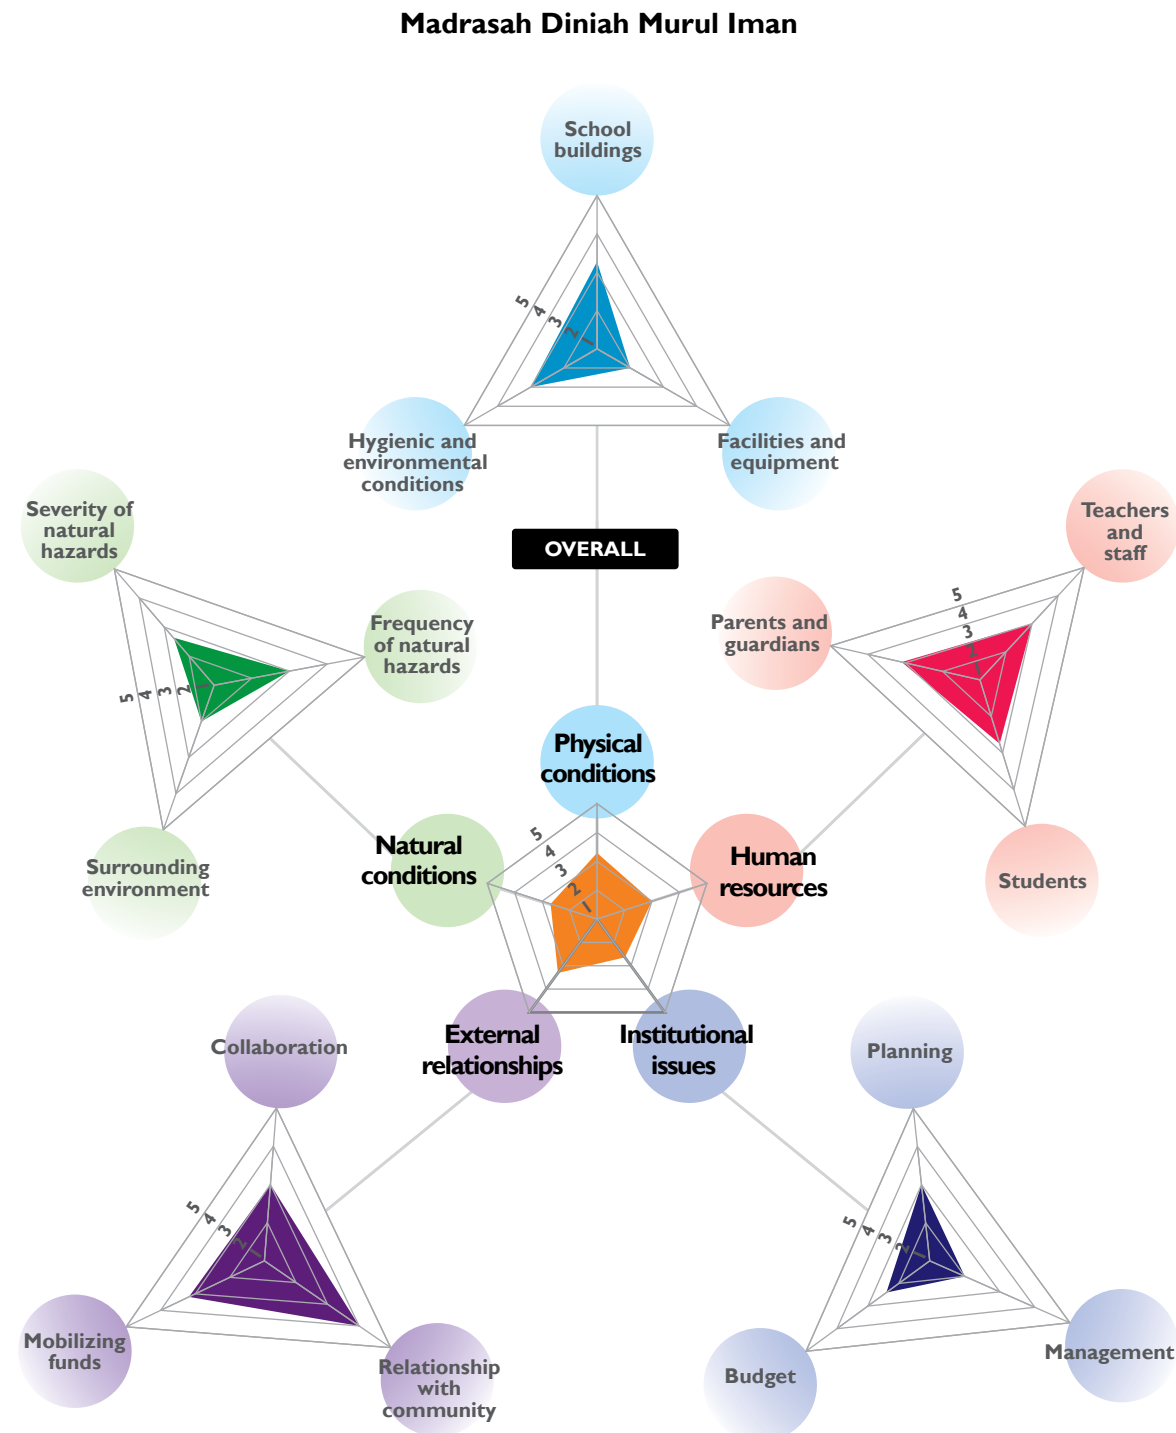 Madrasah Diniah Murul Iman
School
buildings
5
4
3
2
1
Hygienic and
environmental
conditions
Facilities and
equipment
Severity of
natural
hazards
Frequency
of natural
hazards
5
4
3
2
1
Surrounding
environment
OVERALL
Teachers
and
staff
Parents and
guardians
5
4
3
2
1
Students
Physical
conditions
Natural
conditions
Human
resources
5
4
3
2
1
External
relationships
Institutional
issues
Collaboration
5
4
3
2
1
Mobilizing
funds
Relationship
with
community
Planning
5
4
3
2
1
Budget
Management